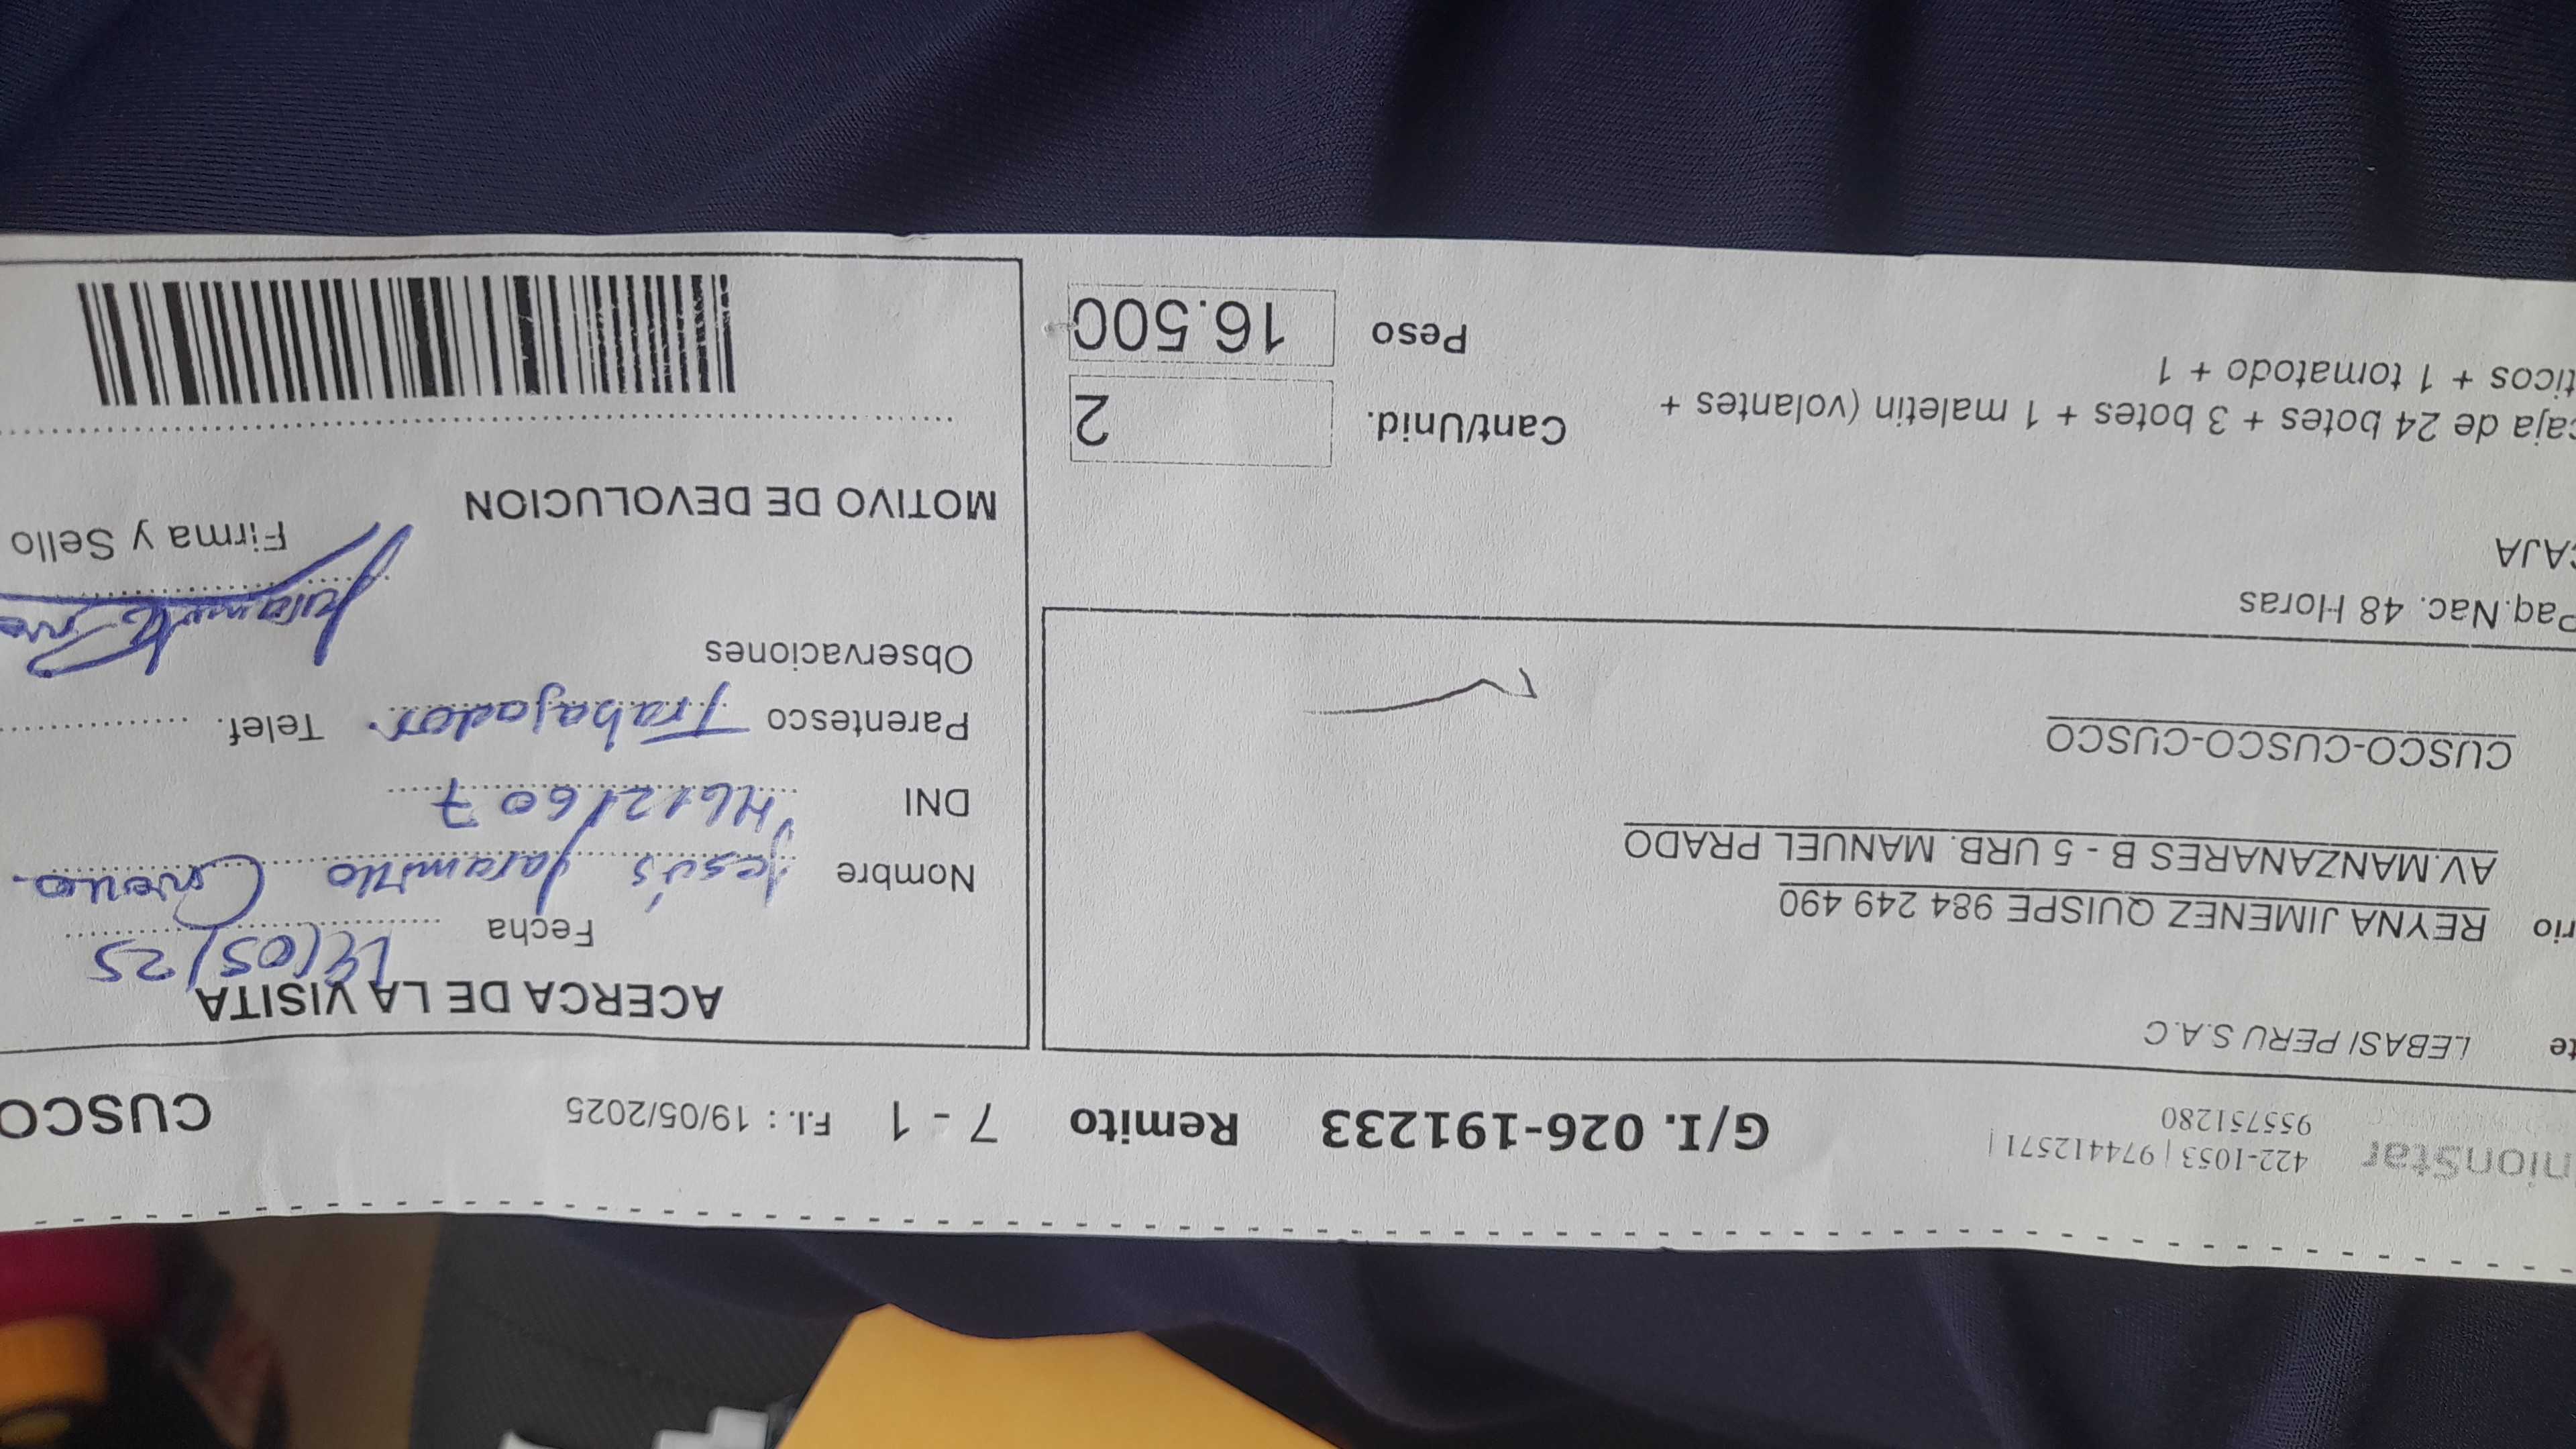 nionStar 422-1053 | 974412571 |
955751280
G/I. 026-191233 Remito 7 - 1 F.I. : 19/05/2025 CUSCO
te LEBASI PERU S.A.C
rio REYNA JIMENEZ QUISPE 984 249 490
AV.MANZANARES B - 5 URB. MANUEL PRADO
CUSCO-CUSCO-CUSCO
Paq.Nac. 48 Horas
CAJA
caja de 24 botes + 3 botes + 1 maletin (volantes +
ticos + 1 tomatodo + 1
Cant/Unid. 2
Peso 16.500
ACERCA DE LA VISITA
Fecha /05/25
Nombre Jesús Jaramillo
DNI
Parentesco Trabajador. Telef.
Observaciones
Firma y Sello
MOTIVO DE DEVOLUCION